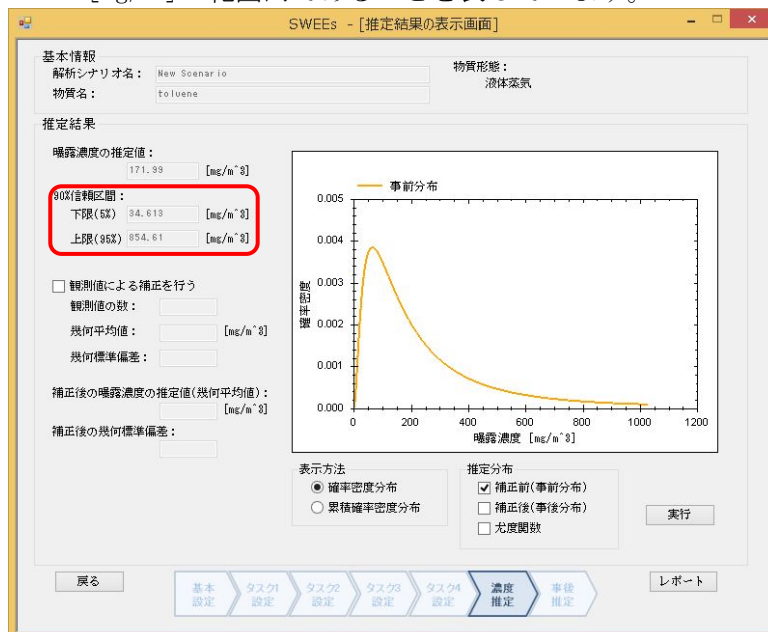 SWEEs - [推定結果の表示画面]
基本情報
解析シナリオ名： New Scenario
物質名： toluene
物質形態：
液体蒸気
推定結果
曝露濃度の推定値：
171.99 [mg/m^3]
90%信頼区間：
下限(5%) 34.613 [mg/m^3]
上限(95%) 854.61 [mg/m^3]
観測値による補正を行う
観測値の数：
幾何平均値： [mg/m^3]
幾何標準偏差：
補正後の曝露濃度の推定値(幾何平均値)：
[mg/m^3]
補正後の幾何標準偏差：
事前分布
確率密度
0.005
0.004
0.003
0.002
0.001
0.000
0 200 400 600 800 1000 1200
曝露濃度 [mg/m^3]
表示方法
確率密度分布
累積確率密度分布
推定分布
補正前(事前分布)
補正後(事後分布)
尤度関数
実行
戻る
基本設定
タスク1設定
タスク2設定
タスク3設定
タスク4設定
濃度推定
事後推定
レポート